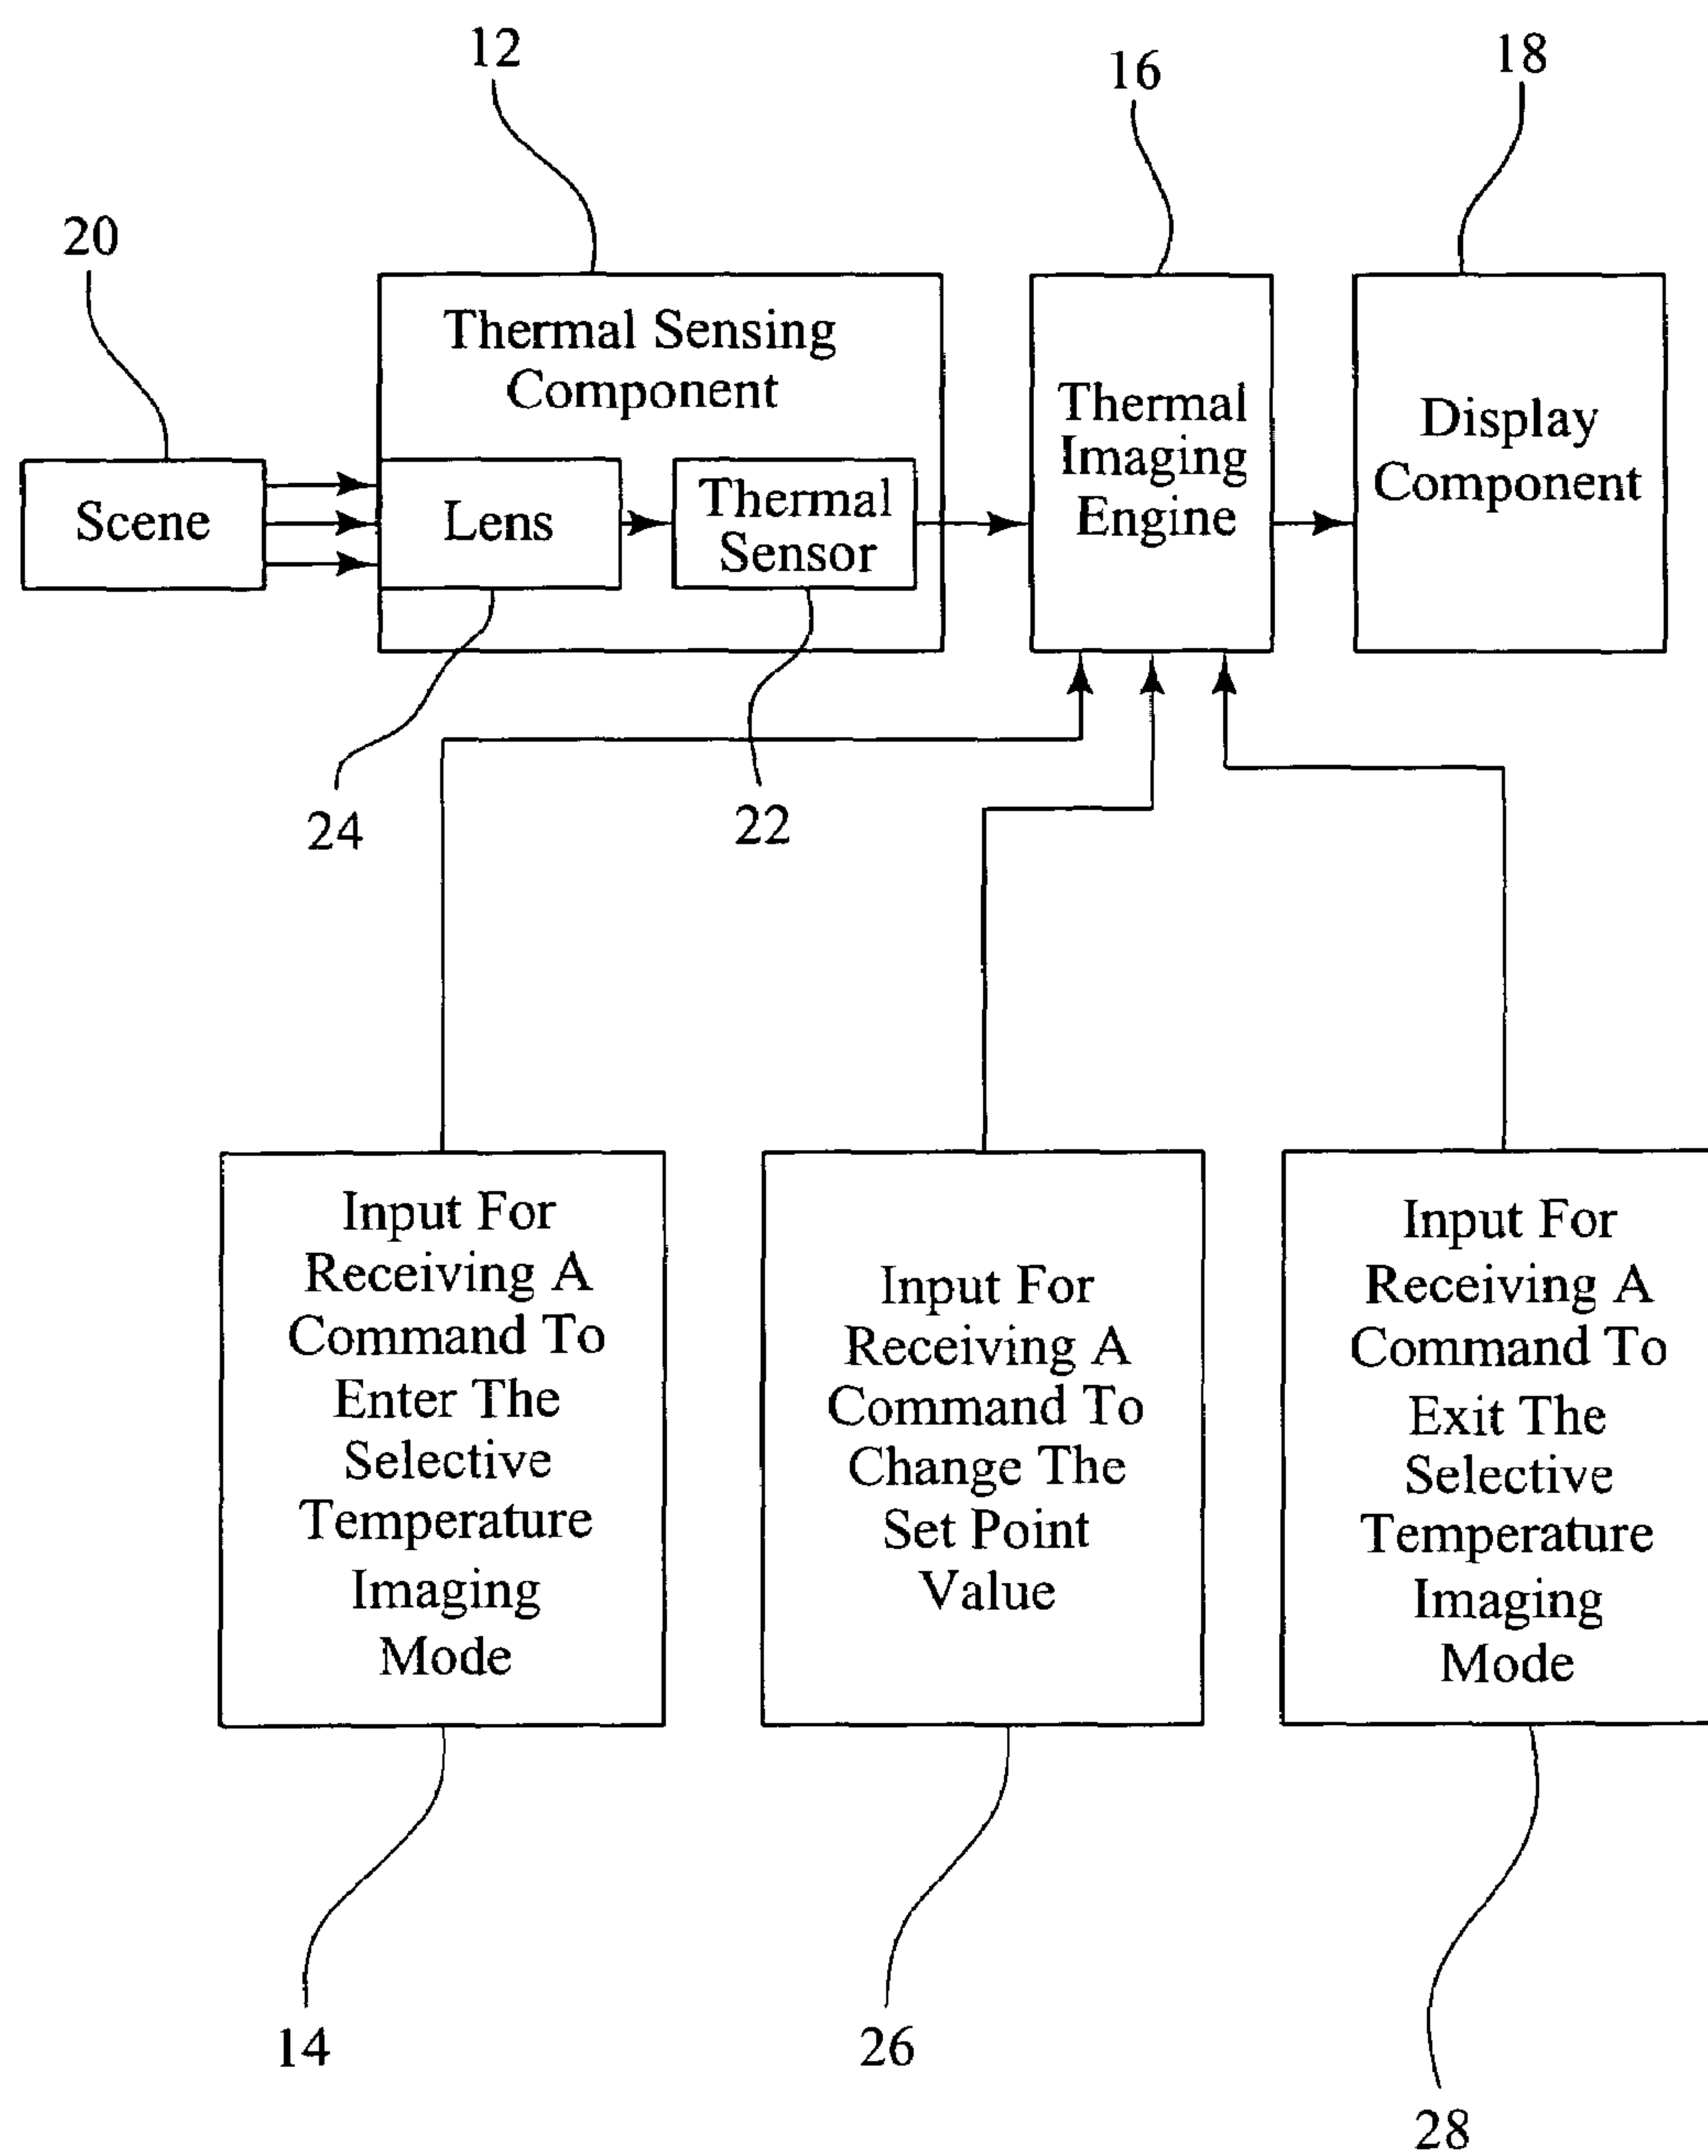 12
16
18
20
Thermal Sensing
Component
Scene
Lens
Thermal
Sensor
Thermal
Imaging
Engine
Display
Component
24
22
Input For
Receiving A
Command To
Enter The
Selective
Temperature
Imaging
Mode
Input For
Receiving A
Command To
Change The
Set Point
Value
Input For
Receiving A
Command To
Exit The
Selective
Temperature
Imaging
Mode
14
26
28